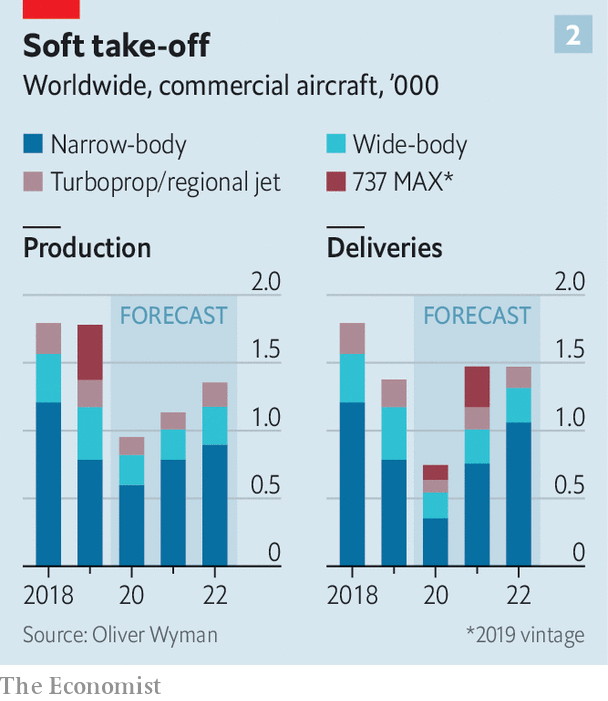 2
Soft take-off
Worldwide, commercial aircraft, ’000
Narrow-body
Wide-body
Turboprop/regional jet
737 MAX*
Production
2.0
FORECAST
1.5
1.0
0.5
0
2018
20
22
Deliveries
2.0
FORECAST
1.5
1.0
0.5
0
2018
20
22
Source: Oliver Wyman
*2019 vintage
The Economist